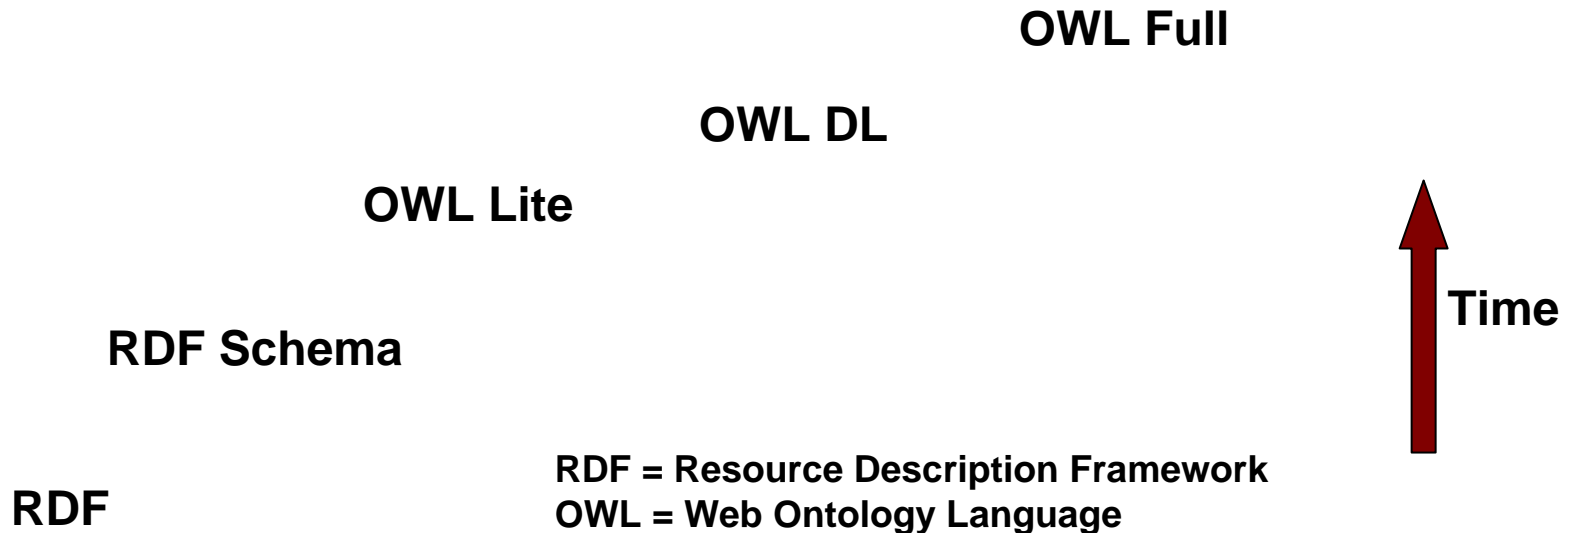 OWL Full
OWL DL
OWL Lite
Time
RDF Schema
RDF = Resource Description Framework
RDF
OWL = Web Ontology Language